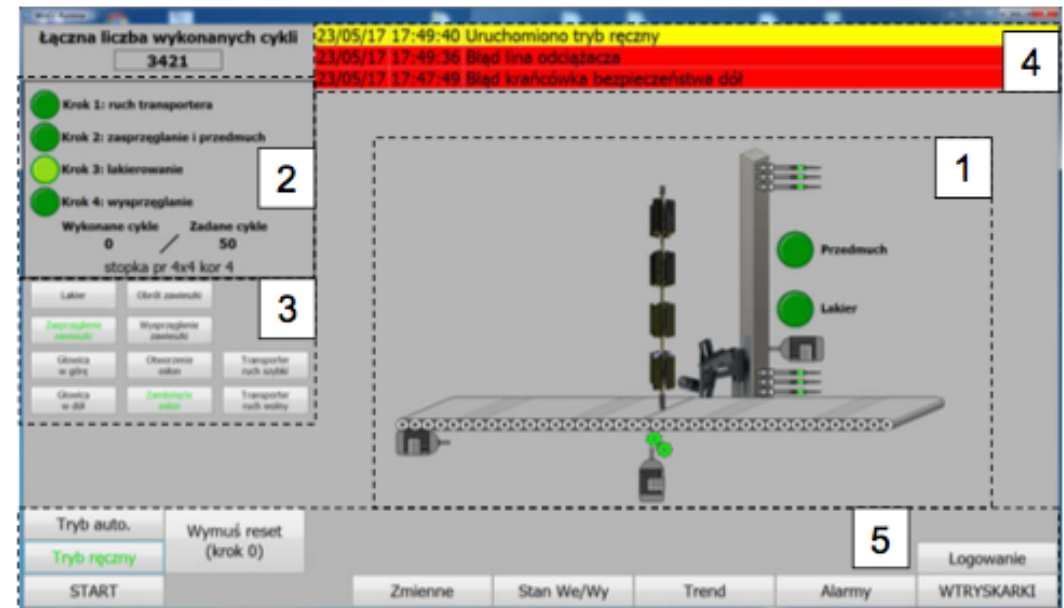 Łączna liczba wykonanych cykli
3421
23/05/17 17:49:40 Uruchomiono tryb ręczny
23/05/17 17:49:36 Błąd lina odciążacza
23/05/17 17:47:49 Błąd krańcówka bezpieczeństwa dół
4
Krok 1: ruch transportera
Krok 2: zasprzęglanie i przedmuch
Krok 3: lakierowanie
Krok 4: wysprzęglanie
2
Wykonane cykle / Zadane cykle
0 50
stopka pr 4x4 kor 4
1
Przedmuch
Lakier
3
Lakier Obrót zawieszki
Zasprzęglenie zawieszki
Wysprzęglenie zawieszki
Głowica w górę
Otworzenie osłon
Transporter ruch szybki
Głowica w dół
Zamknięcie osłon
Transporter ruch wolny
5
Tryb auto.
Wymuś reset
(krok 0)
Tryb ręczny
Logowanie
START Zmienne Stan We/Wy Trend Alarmy WTRYSKARKI